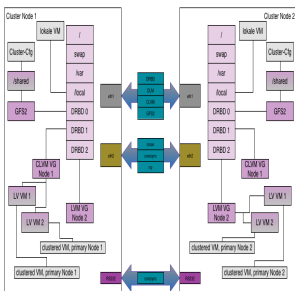 Cluster Node 1
Cluster Node 2
lokale VM
Cluster-Cfg
/shared
GFS2
/
swap
/var
/local
DRBD 0
DRBD 1
DRBD 2
CLVM VG
Node 1
LV VM 1
LV VM 2
LVM VG
Node 2
clustered VM, primary Node 1
clustered VM, primary Node 2
DRBD
GFS2
lokale VM
Cluster-Cfg
/shared
GFS2
/
swap
/var
/local
DRBD 0
DRBD 1
DRBD 2
CLVM VG
Node 1
LVM VG
Node 2
LV VM 1
LV VM 2
clustered VM, primary Node 1
clustered VM, primary Node 2